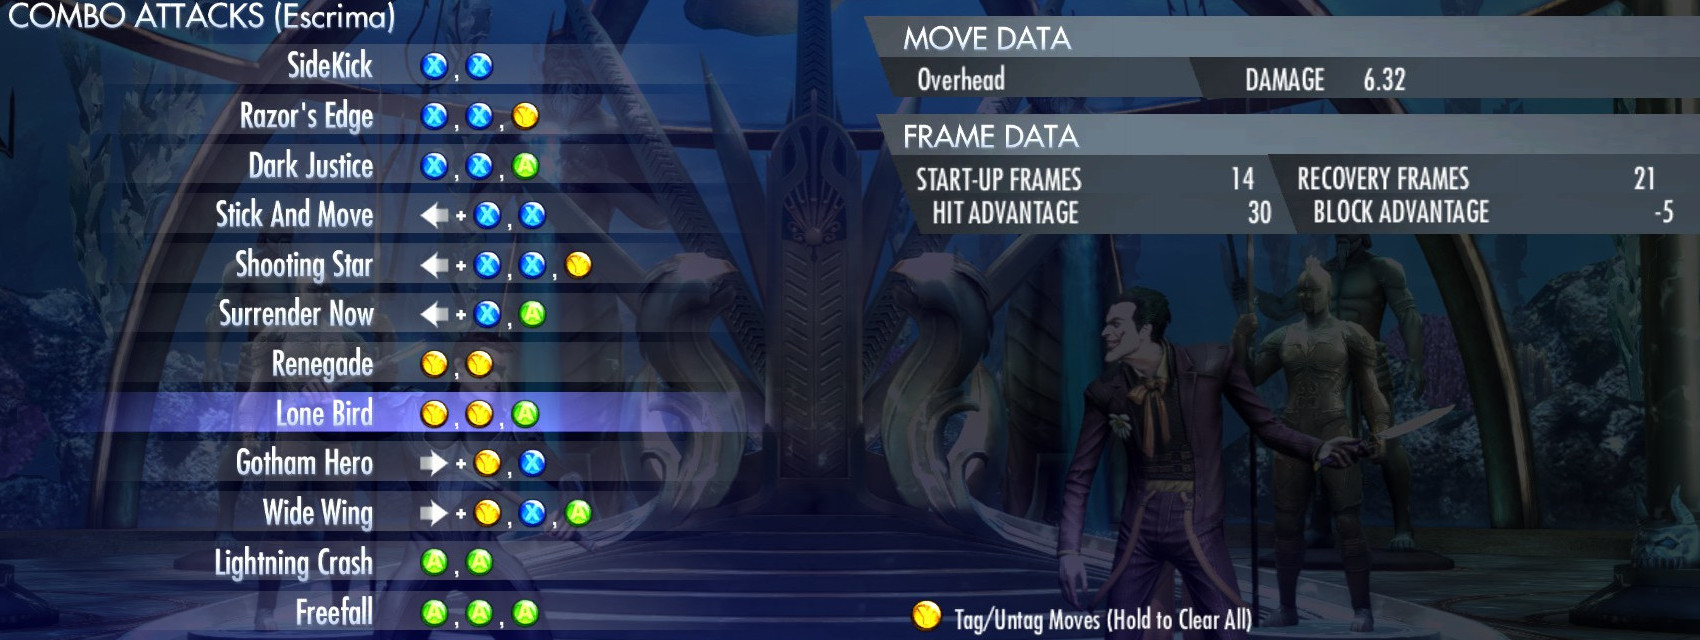 COMBO ATTACKS (Escrima)
SideKick X , X
Razor's Edge X , X , Y
Dark Justice X , X , A
Stick And Move + X , X
Shooting Star + X , X , Y
Surrender Now + X , A
Renegade Y , Y
Lone Bird Y , Y , A
Gotham Hero + Y , X
Wide Wing + Y , X , A
Lightning Crash A , A
Freefall A , A , A
MOVE DATA
Overhead DAMAGE 6.32
FRAME DATA
START-UP FRAMES 14 RECOVERY FRAMES 21
HIT ADVANTAGE 30 BLOCK ADVANTAGE -5
Y Tag/Untag Moves (Hold to Clear All)